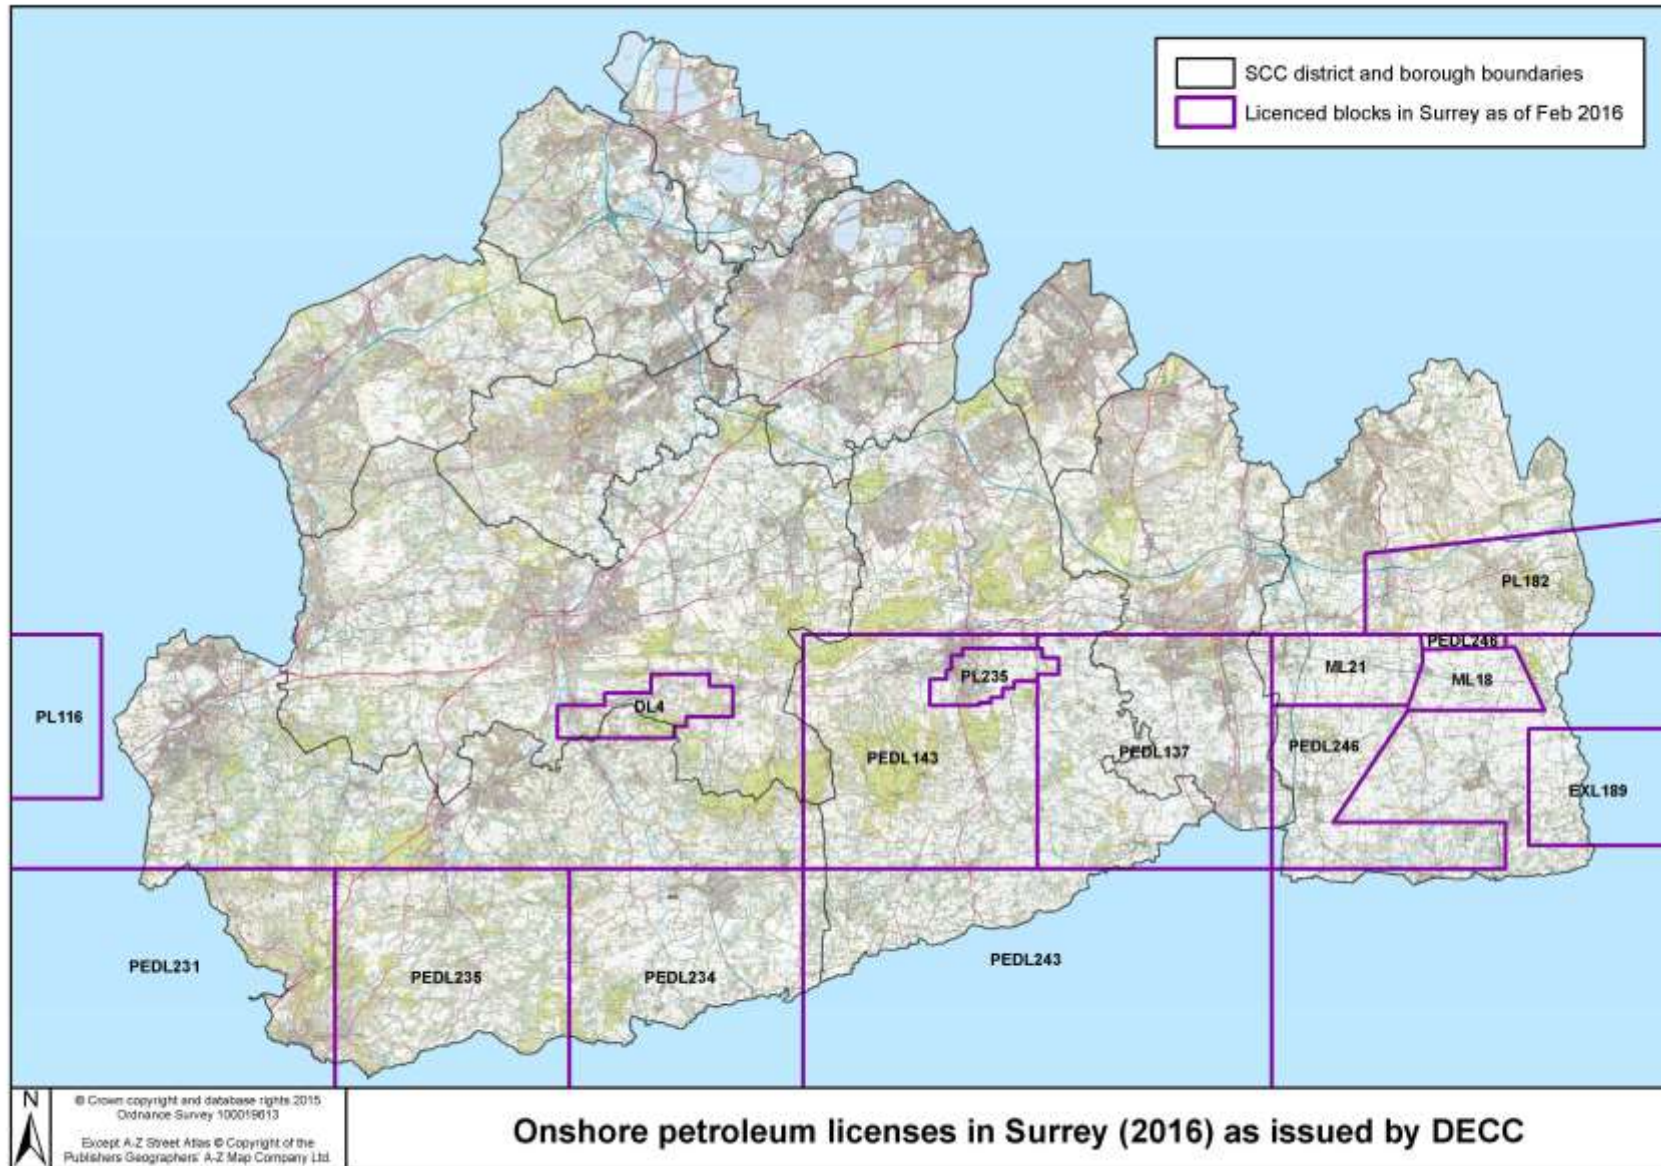 SCC district and borough boundaries
Licenced blocks in Surrey as of Feb 2016
PL182
PEDL246
ML21
ML18
PL235
DL4
PL116
PEDL143
PEDL137
PEDL246
EXL189
PEDL231
PEDL235
PEDL234
PEDL243
N
© Crown copyright and database rights 2015
Ordnance Survey 100019613
Except A-Z Street Atlas © Copyright of the
Publishers Geographers' A-Z Map Company Ltd.
Onshore petroleum licenses in Surrey (2016) as issued by DECC